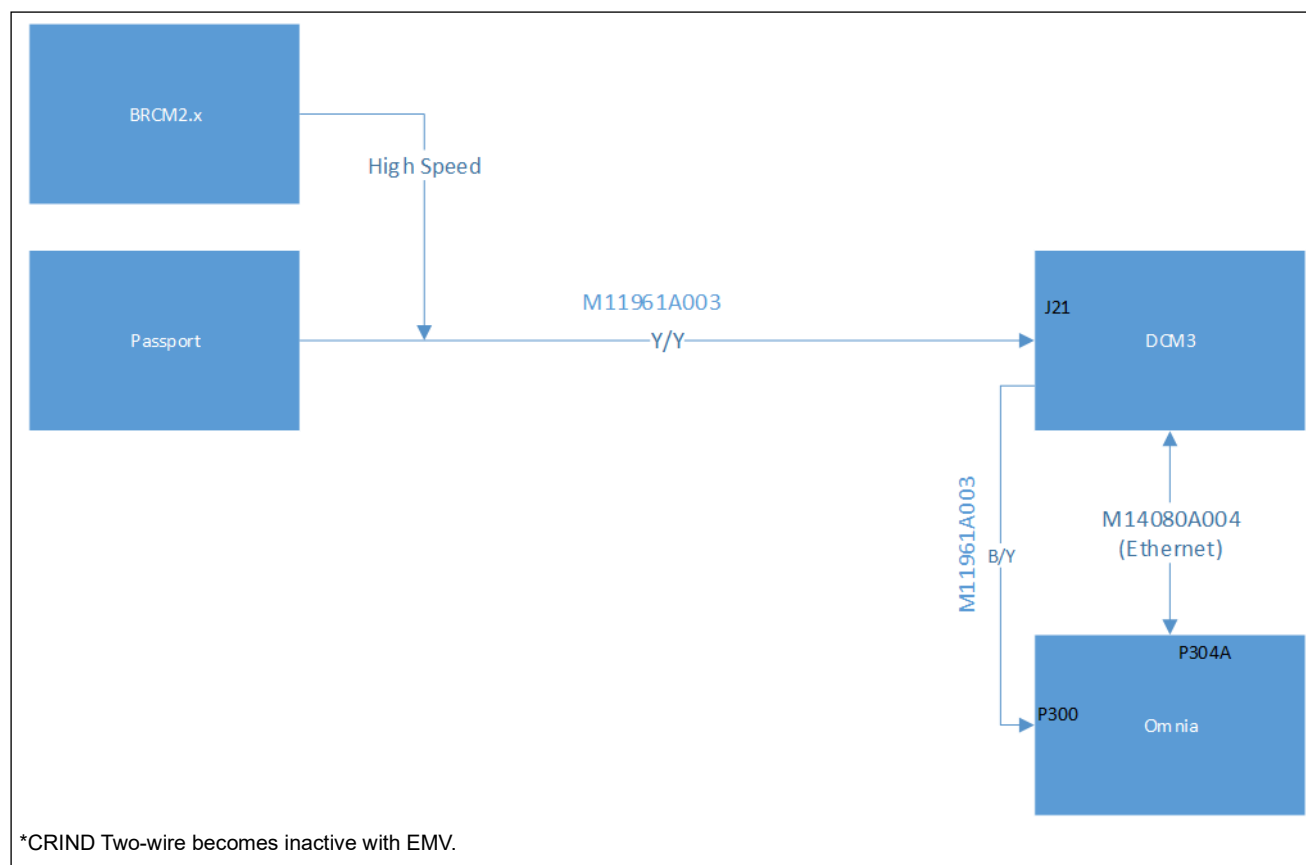 BRCM2.x
High Speed
Passport
M11961A003
Y/Y
J21
DCM3
M11961A003
B/Y
M14080A004
(Ethernet)
P304A
P300
Omnia
*CRIND Two-wire becomes inactive with EMV.